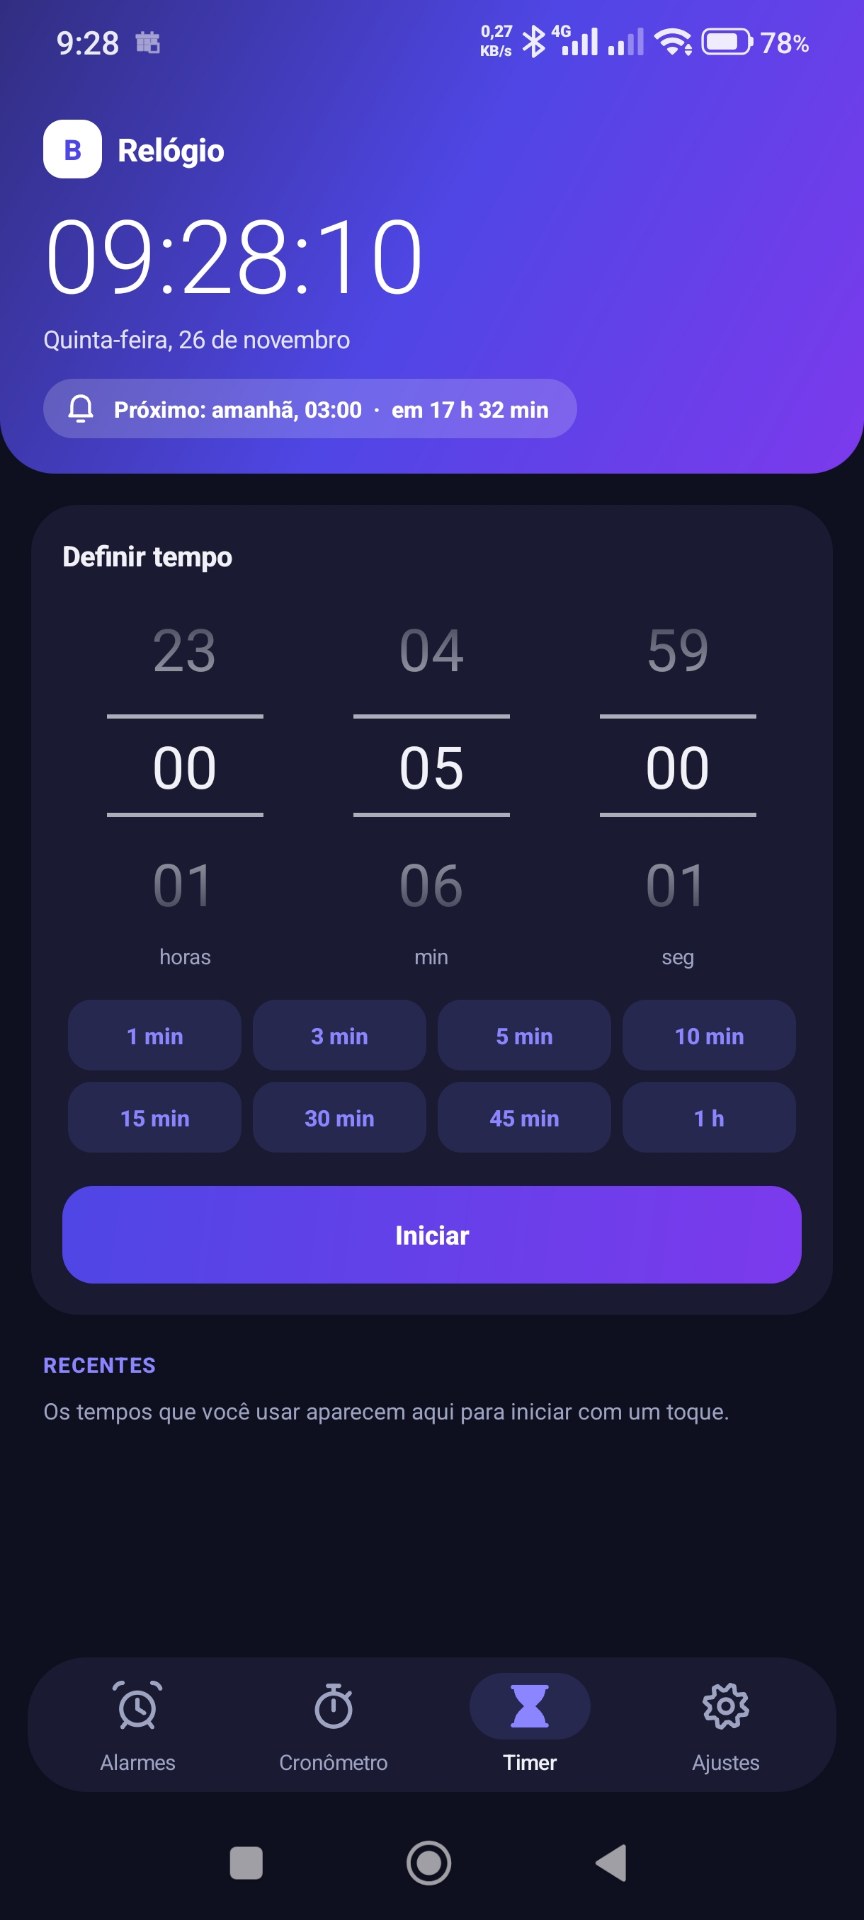 9:28
0,27
KB/s
4G
78%
B Relógio
09:28:10
Quinta-feira, 26 de novembro
Próximo: amanhã, 03:00 · em 17 h 32 min
Definir tempo
23 04 59
00 05 00
01 06 01
horas min seg
1 min 3 min 5 min 10 min
15 min 30 min 45 min 1 h
Iniciar
RECENTES
Os tempos que você usar aparecem aqui para iniciar com um toque.
Alarmes Cronômetro Timer Ajustes